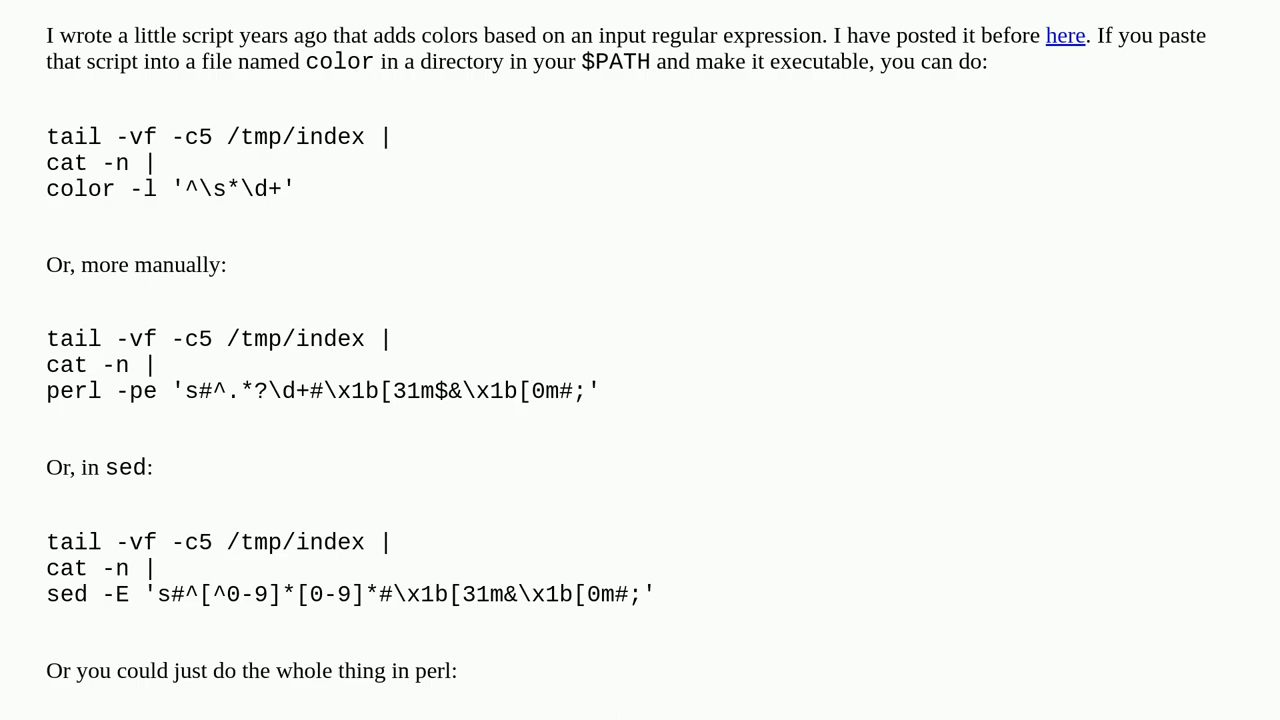 I wrote a little script years ago that adds colors based on an input regular expression. I have posted it before here. If you paste
that script into a file named color in a directory in your $PATH and make it executable, you can do:
tail -vf -c5 /tmp/index |
cat -n |
color -l '^\s*\d+'
Or, more manually:
tail -vf -c5 /tmp/index |
cat -n |
perl -pe 's#^.*?\d+#\x1b[31m$&\x1b[0m#;'
Or, in sed:
tail -vf -c5 /tmp/index |
cat -n |
sed -E 's#^[^0-9]*[0-9]*#\x1b[31m&\x1b[0m#;'
Or you could just do the whole thing in perl: